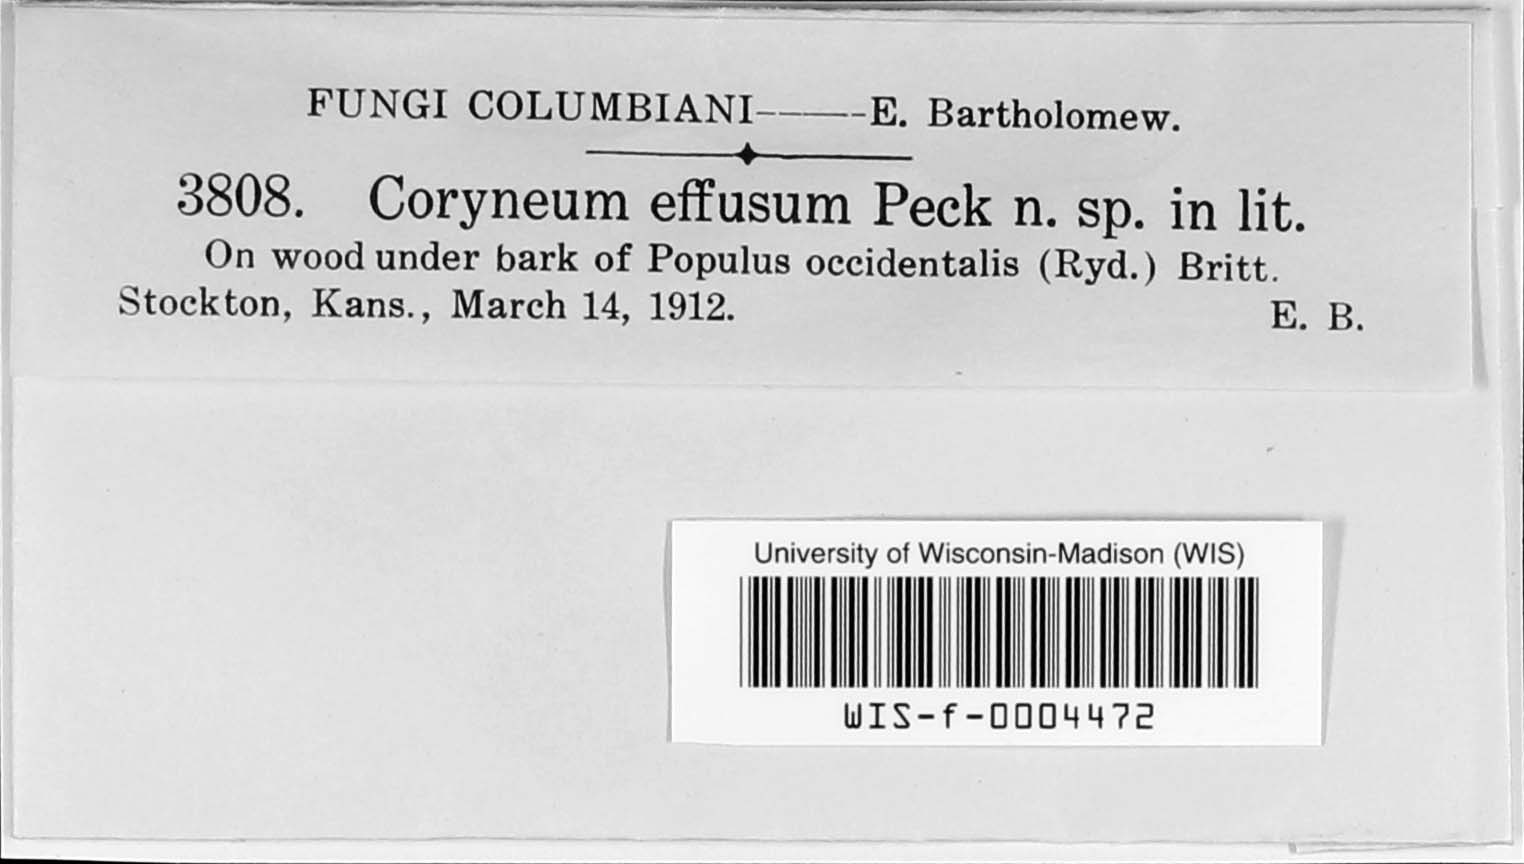 FUNGI COLUMBIANI——E. Bartholomew.
3808. Coryneum effusum Peck n. sp. in lit.
On wood under bark of Populus occidentalis (Ryd.) Britt.
Stockton, Kans., March 14, 1912. E. B.
University of Wisconsin-Madison (WIS)
WIS-f-0004472